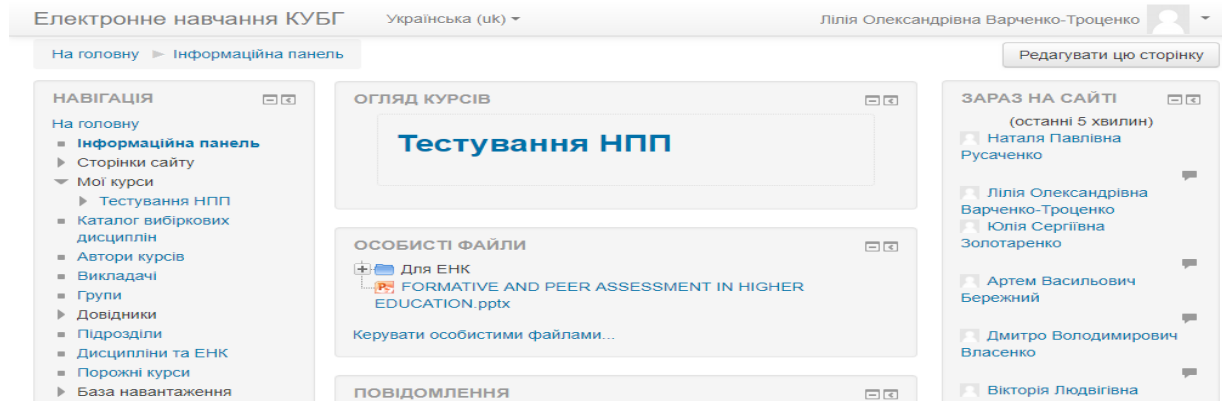 Електронне навчання КУБГ
Українська (uk)
Лілія Олександрівна Варченко-Троценко
На головну
Інформаційна панель
Редагувати цю сторінку
НАВІГАЦІЯ
На головну
Інформаційна панель
Сторінки сайту
Мої курси
Тестування НПП
Каталог вибіркових
дисциплін
Автори курсів
Викладачі
Групи
Довідники
Підрозділи
Дисципліни та ЕНК
Порожні курси
База навантаження
ОГЛЯД КУРСІВ
Тестування НПП
ОСОБИСТІ ФАЙЛИ
Для ЕНК
FORMATIVE AND PEER ASSESSMENT IN HIGHER
EDUCATION.pptx
Керувати особистими файлами...
ПОВІДОМЛЕННЯ
ЗАРАЗ НА САЙТІ
(останні 5 хвилин)
Наталя Павлівна
Русаченко
Лілія Олександрівна
Варченко-Троценко
Юлія Сергіївна
Золотаренко
Артем Васильович
Бережний
Дмитро Володимирович
Власенко
Вікторія Людвігівна